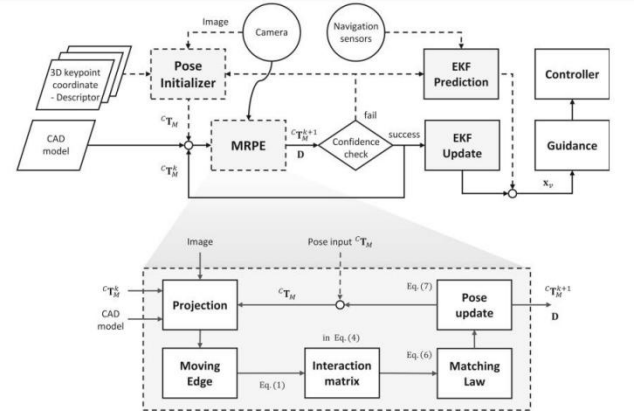 Image
Camera
Navigation
sensors
3D keypoint
coordinate
- Descriptor
Pose
Initializer
EKF
Prediction
Controller
fail
CAD
model
ᶜT_M
MRPE
ᶜT_M^{k+1}
D
Confidence
check
success
EKF
Update
Guidance
ᶜT_M^k
x_v
Image
Pose input ᶜT_M
ᶜT_M^k
CAD
model
Projection
ᶜT_M
Eq. (7)
Pose
update
ᶜT_M^{k+1}
D
in Eq. (4)
Eq. (6)
Moving
Edge
Eq. (1)
Interaction
matrix
Matching
Law